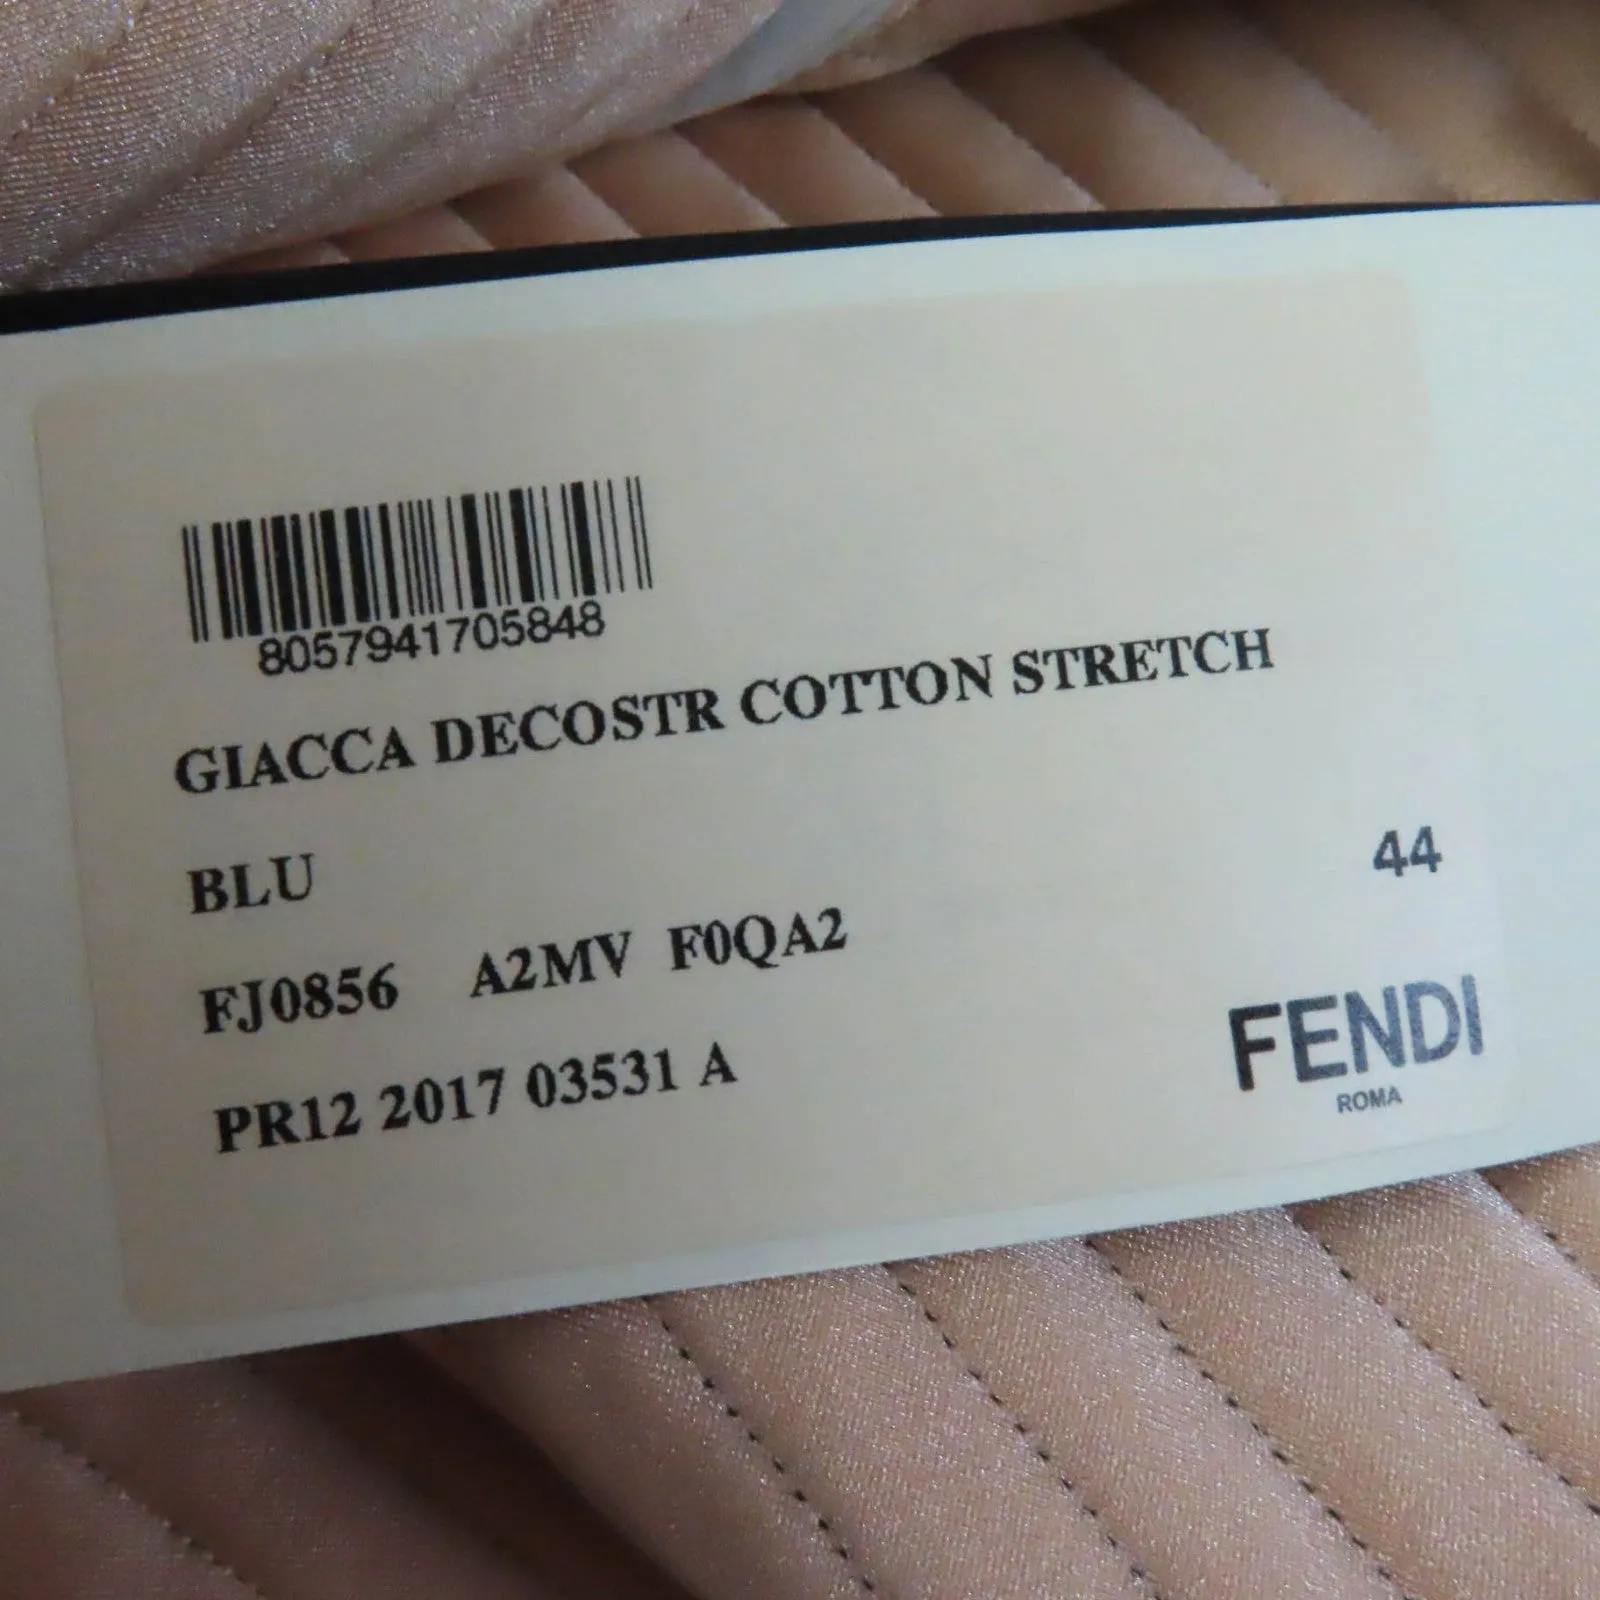 8057941705848
GIACCA DECOSTR COTTON STRETCH
BLU
44
FJ0856 A2MV F0QA2
PR12 2017 03531 A
FENDI
ROMA